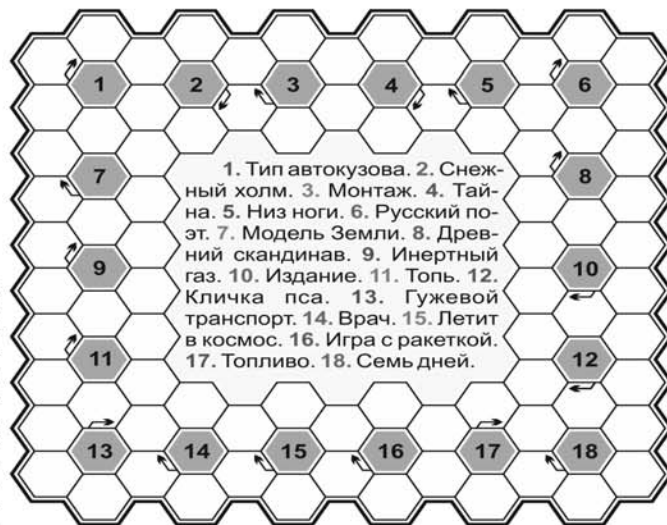 1 2 3 4 5 6
7 8
1. Тип автокузова. 2. Снеж-
ный холм. 3. Монтаж. 4. Тай-
на. 5. Низ ноги. 6. Русский по-
эт. 7. Модель Земли. 8. Древ-
ний скандинав. 9. Инертный
газ. 10. Издание. 11. Топь. 12.
Кличка пса. 13. Гужевой
транспорт. 14. Врач. 15. Летит
в космос. 16. Игра с ракеткой.
17. Топливо. 18. Семь дней.
9 10
11 12
13 14 15 16 17 18